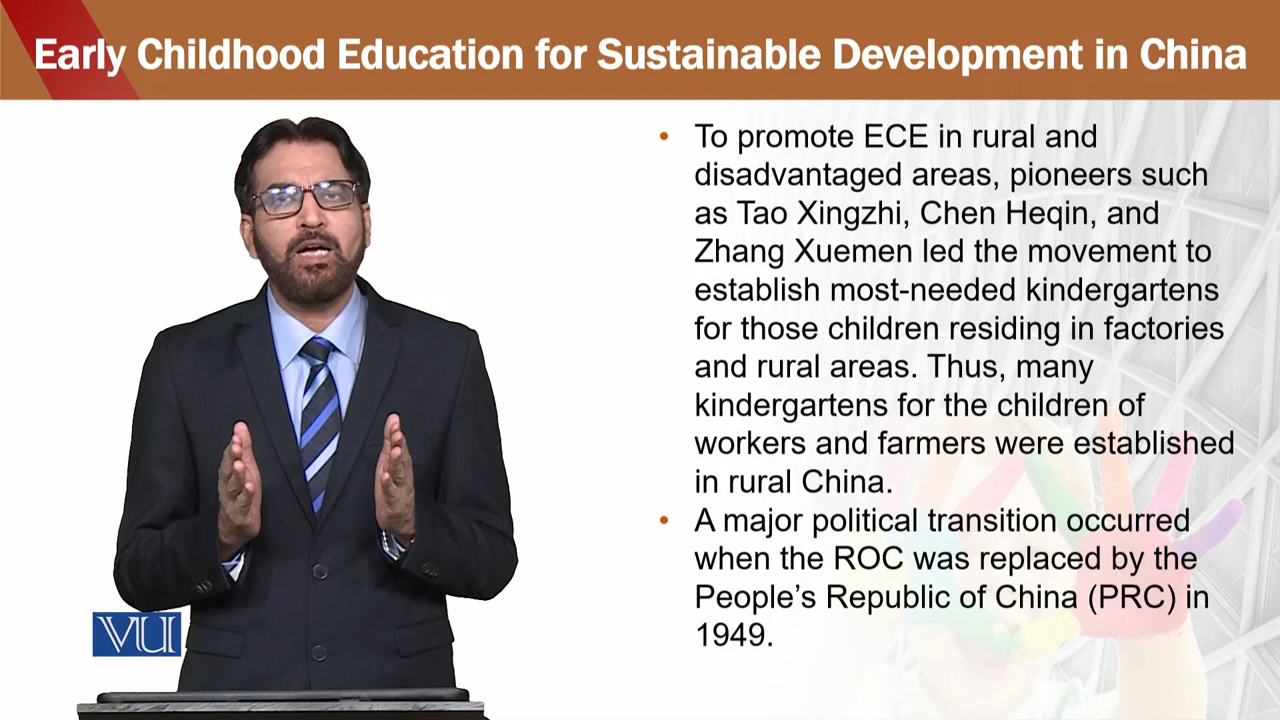 Early Childhood Education for Sustainable Development in China
• To promote ECE in rural and
disadvantaged areas, pioneers such
as Tao Xingzhi, Chen Heqin, and
Zhang Xuemen led the movement to
establish most-needed kindergartens
for those children residing in factories
and rural areas. Thus, many
kindergartens for the children of
workers and farmers were established
in rural China.
• A major political transition occurred
when the ROC was replaced by the
People’s Republic of China (PRC) in
1949.
VU